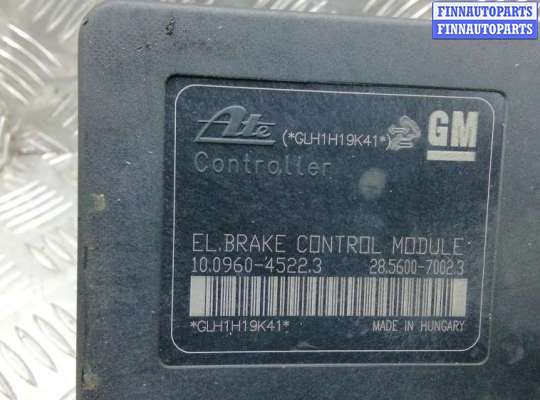 FINNAUTOPARTS
FINNAUTOPARTS
Ate (*GLH1H19K41*) GM
Controller
EL.BRAKE CONTROL MODULE
10.0960-4522.3 28.5600-7002.3
*GLH1H19K41* MADE IN HUNGARY